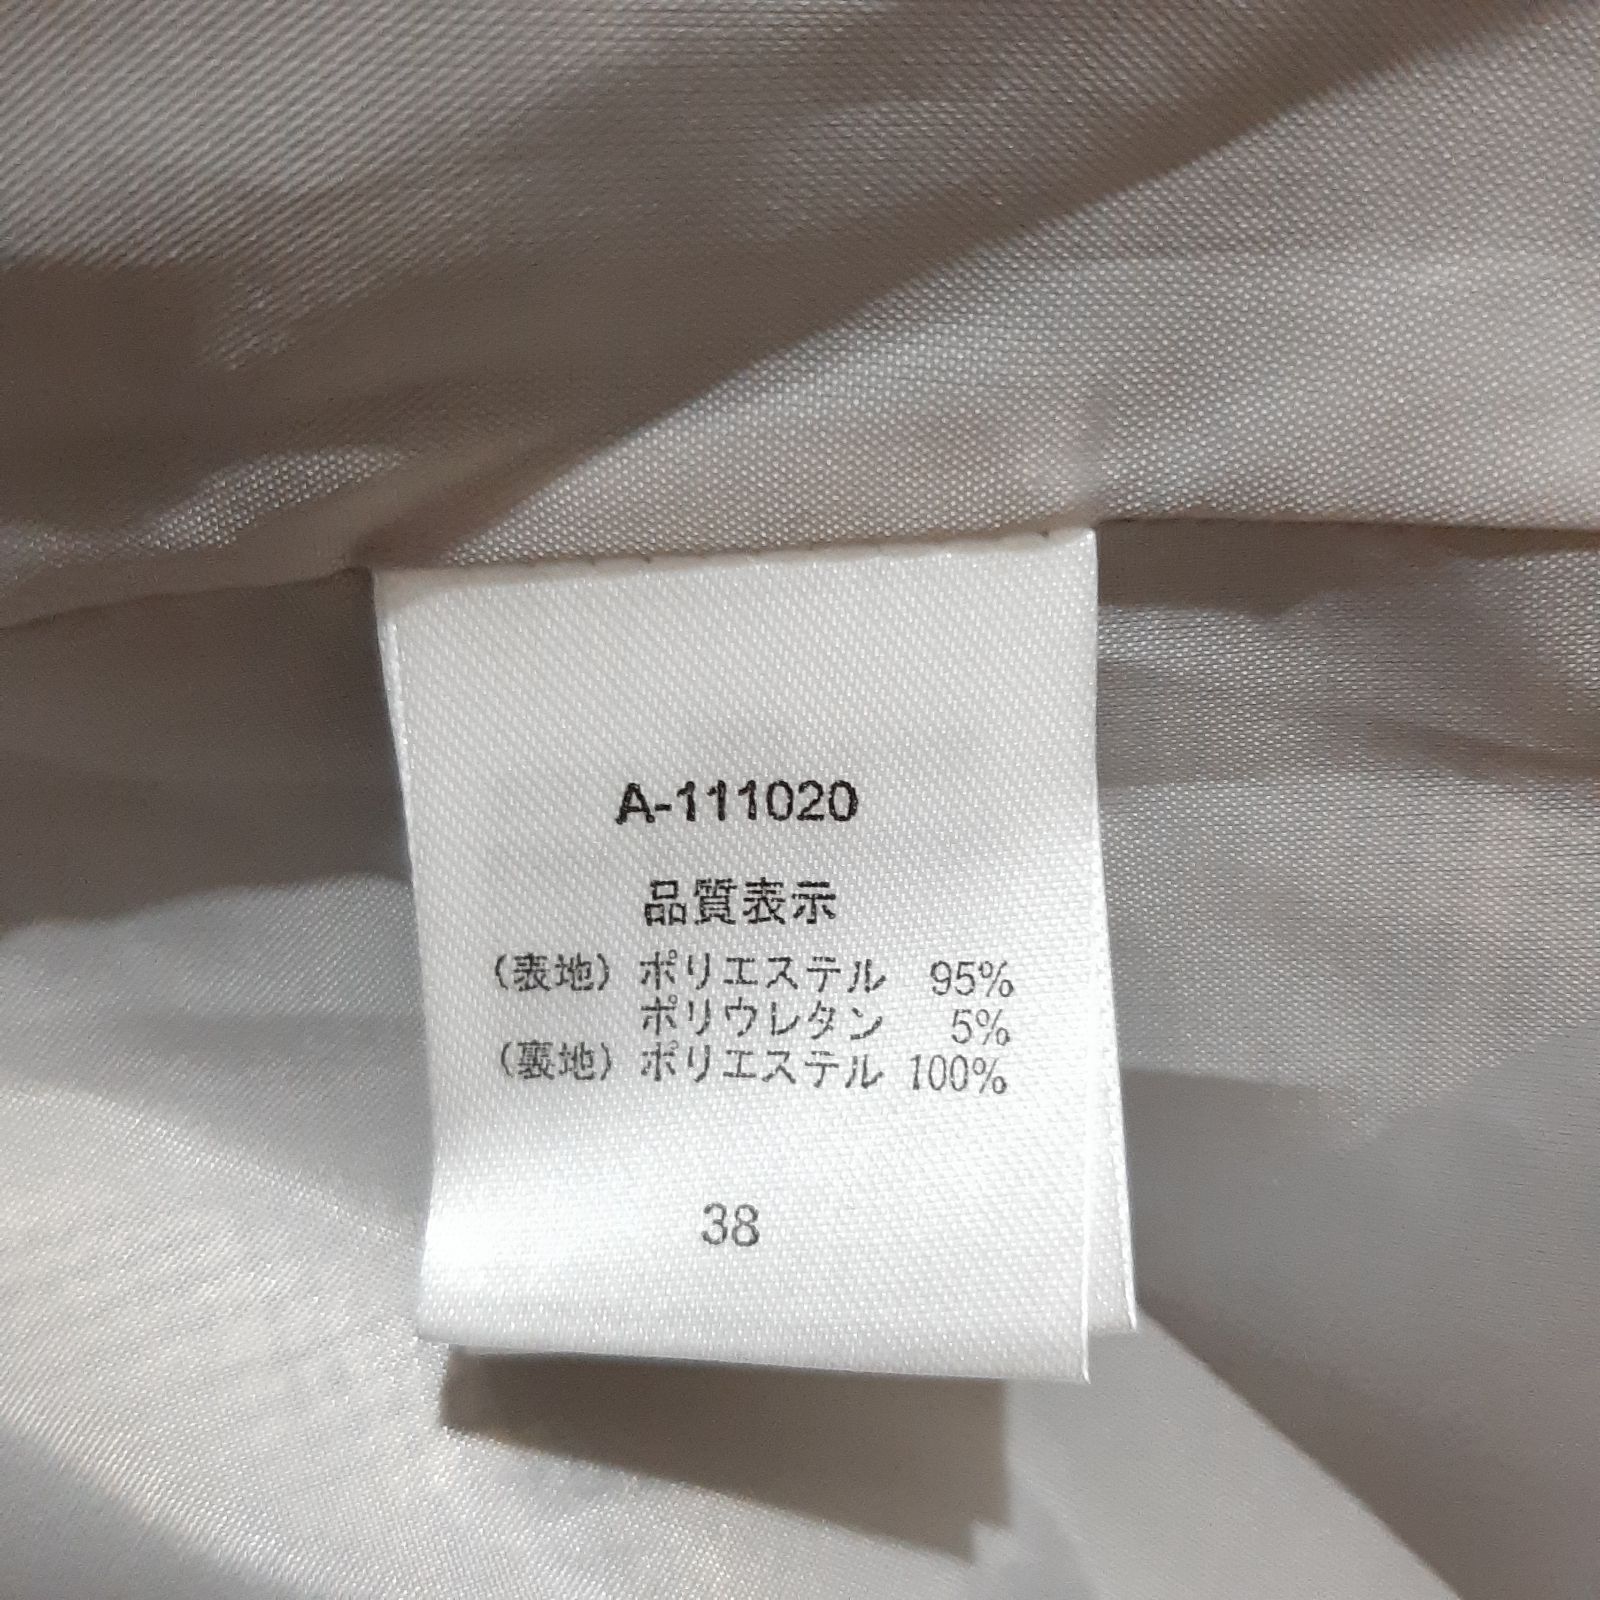 A-111020
品質表示
(表地) ポリエステル 95%
ポリウレタン 5%
(裏地) ポリエステル 100%
38